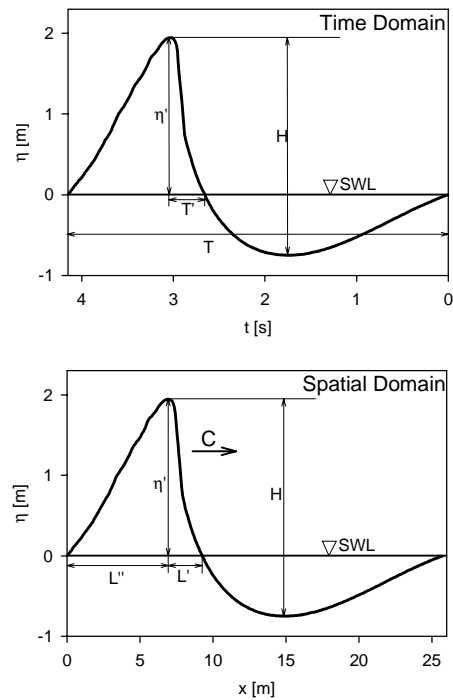 Time Domain
2
1
0
-1
η [m]
η'
H
SWL
T'
T
4 3 2 1 0
t [s]
Spatial Domain
2
1
0
-1
η [m]
C
η'
H
SWL
L'' L'
0 5 10 15 20 25
x [m]